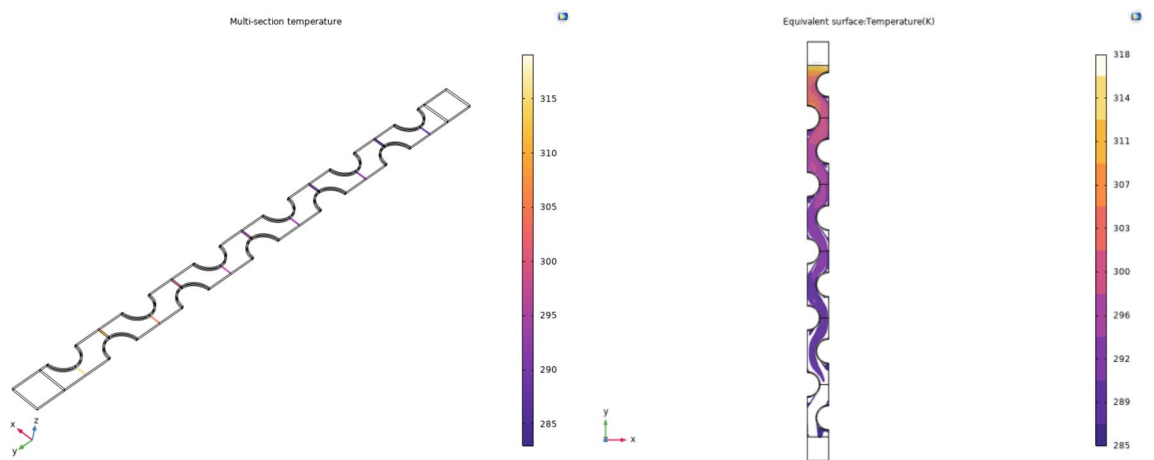 Multi-section temperature
315
310
305
300
295
290
285
x
z
y
Equivalent surface:Temperature(K)
318
314
311
307
303
300
296
292
289
285
y
x